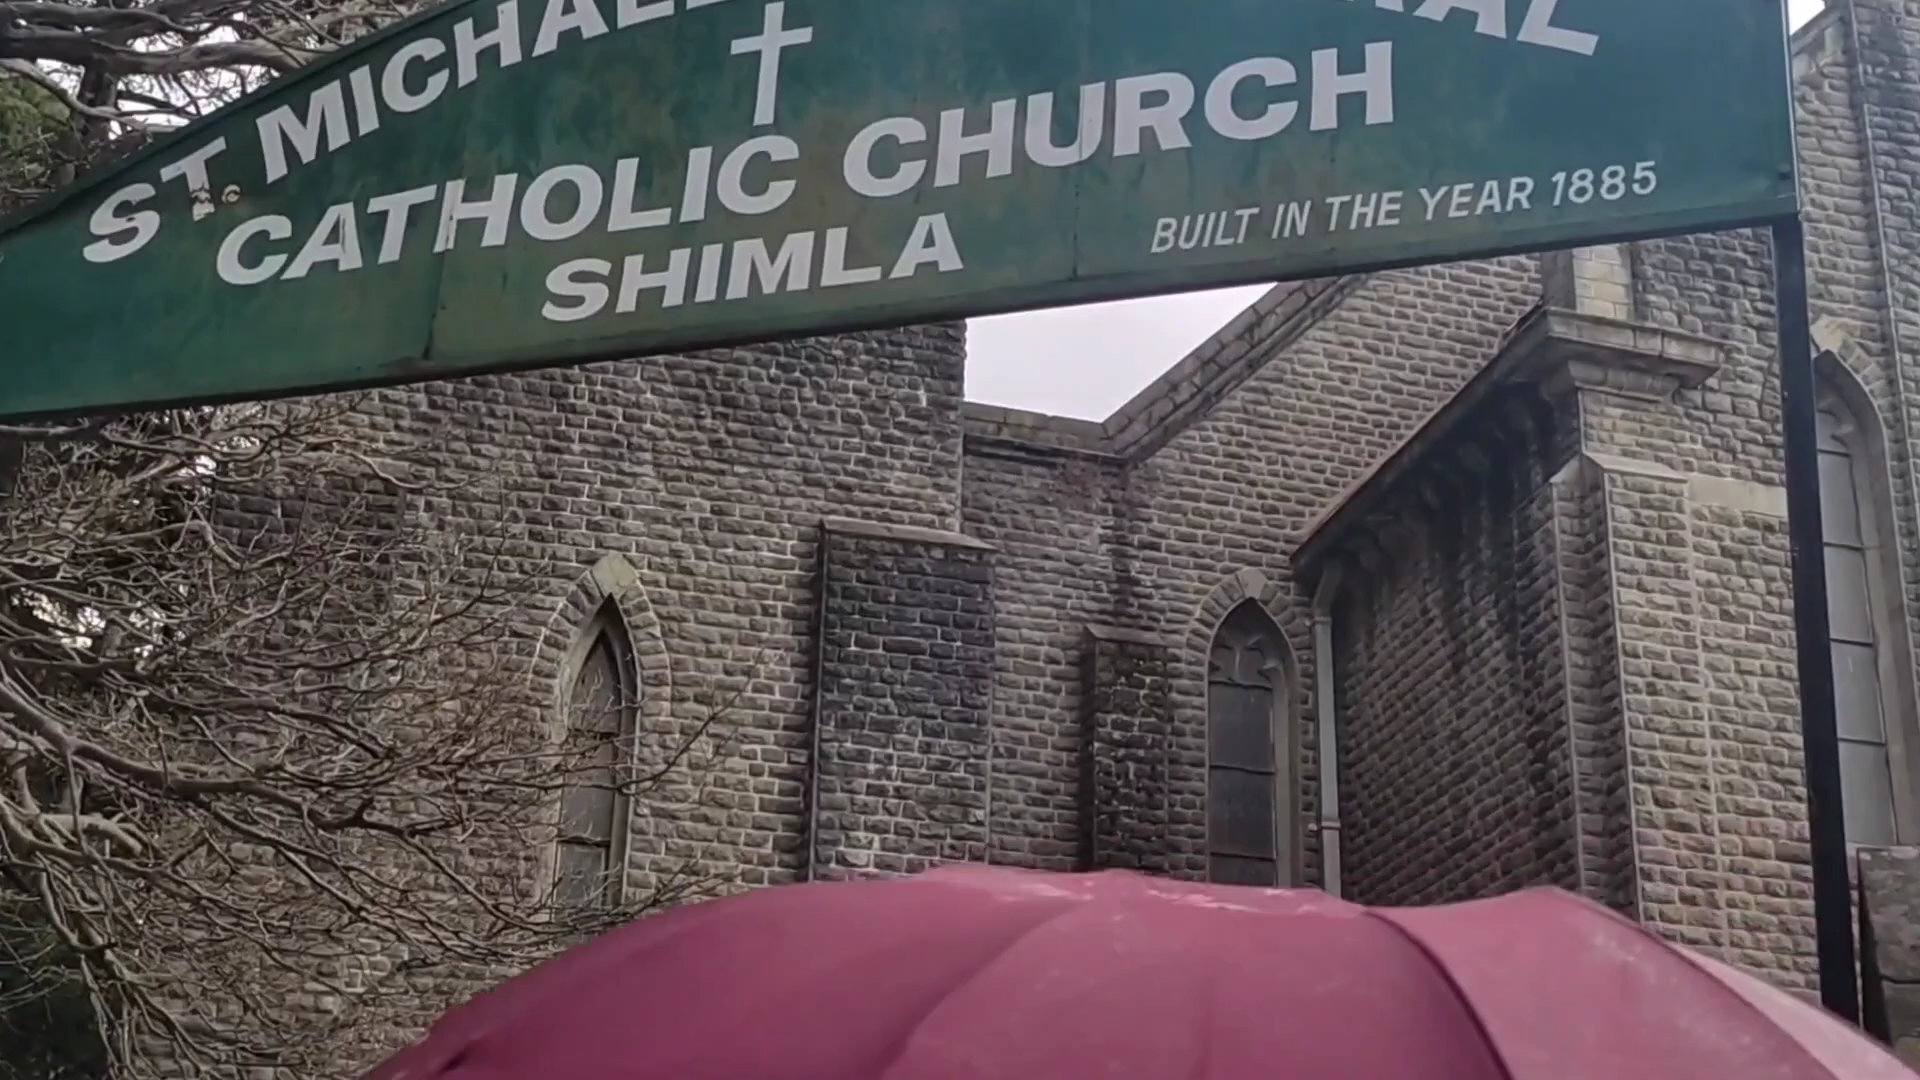 ST. MICHAEL
CATHOLIC CHURCH
SHIMLA
BUILT IN THE YEAR 1885